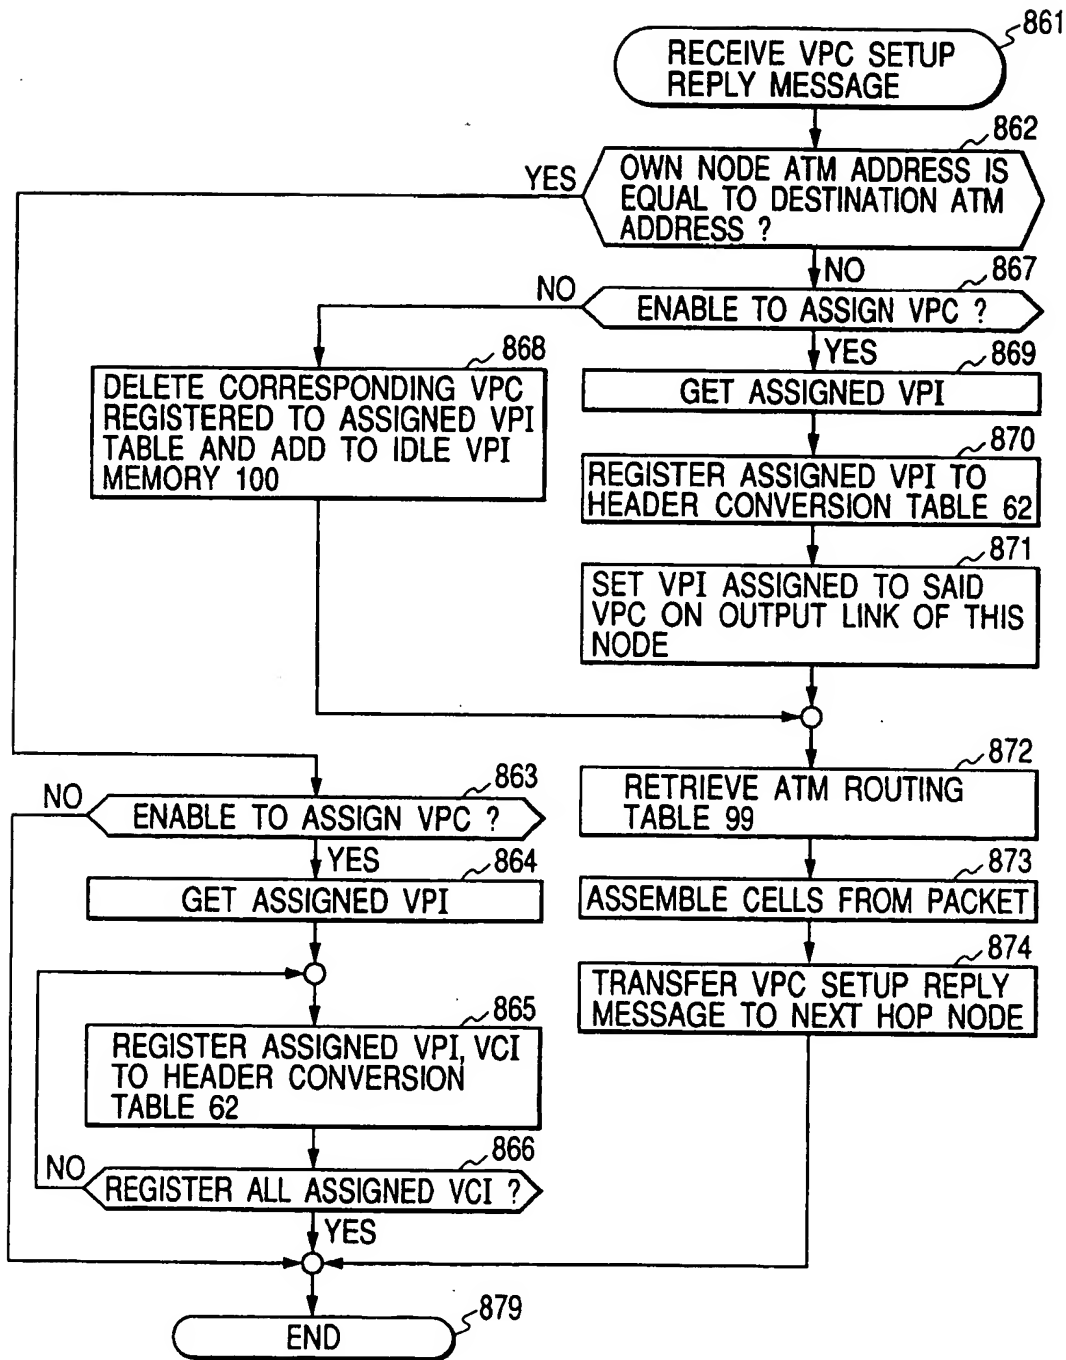 861
RECEIVE VPC SETUP
REPLY MESSAGE
862
YES
OWN NODE ATM ADDRESS IS
EQUAL TO DESTINATION ATM
ADDRESS ?
NO
867
NO
ENABLE TO ASSIGN VPC ?
YES
868
DELETE CORRESPONDING VPC
REGISTERED TO ASSIGNED VPI
TABLE AND ADD TO IDLE VPI
MEMORY 100
869
GET ASSIGNED VPI
870
REGISTER ASSIGNED VPI TO
HEADER CONVERSION TABLE 62
871
SET VPI ASSIGNED TO SAID
VPC ON OUTPUT LINK OF THIS
NODE
872
RETRIEVE ATM ROUTING
TABLE 99
873
ASSEMBLE CELLS FROM PACKET
874
TRANSFER VPC SETUP REPLY
MESSAGE TO NEXT HOP NODE
863
NO
ENABLE TO ASSIGN VPC ?
YES
864
GET ASSIGNED VPI
865
REGISTER ASSIGNED VPI, VCI
TO HEADER CONVERSION
TABLE 62
866
NO
REGISTER ALL ASSIGNED VCI ?
YES
879
END